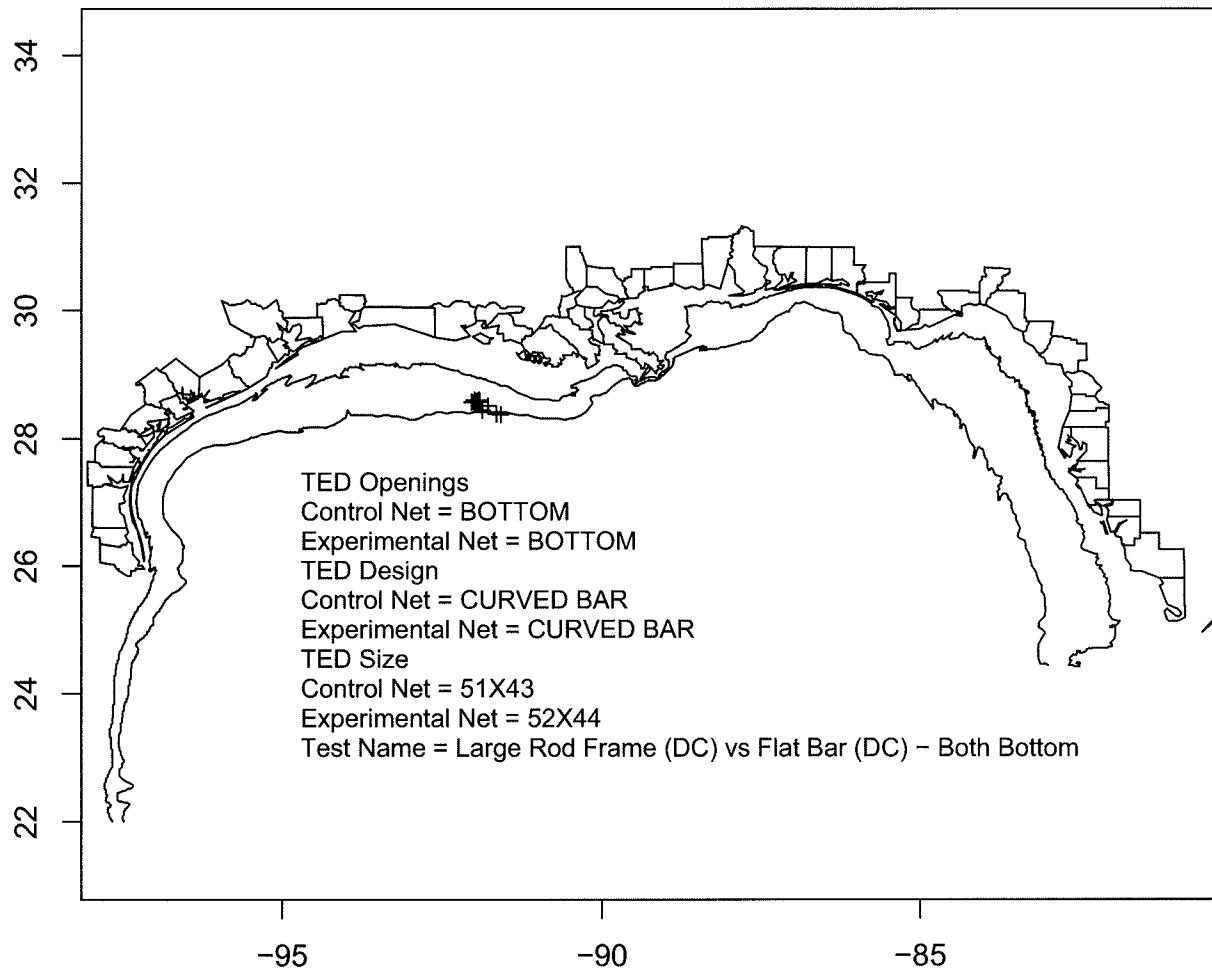 34
32
30
28
26
24
22
TED Openings
Control Net = BOTTOM
Experimental Net = BOTTOM
TED Design
Control Net = CURVED BAR
Experimental Net = CURVED BAR
TED Size
Control Net = 51X43
Experimental Net = 52X44
Test Name = Large Rod Frame (DC) vs Flat Bar (DC) − Both Bottom
−95
−90
−85